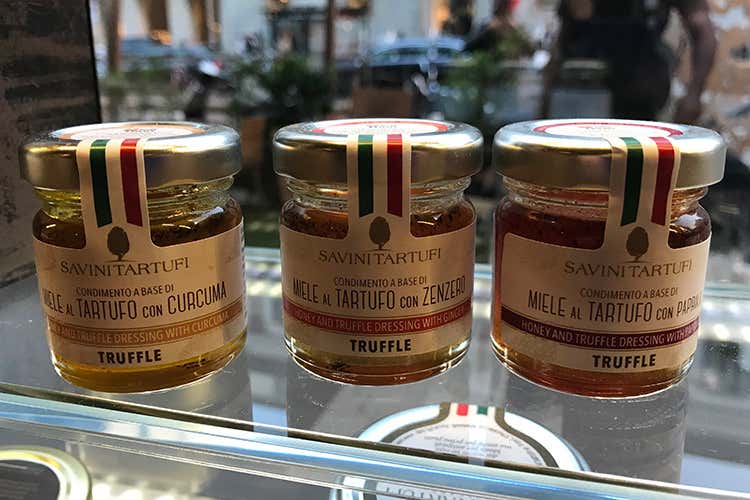 SAVINI TARTUFI
CONDIMENTO A BASE DI
MIELE AL TARTUFO CON CURCUMA
HONEY AND TRUFFLE DRESSING WITH CURCUMA
TRUFFLE
SAVINI TARTUFI
CONDIMENTO A BASE DI
MIELE AL TARTUFO CON ZENZERO
HONEY AND TRUFFLE DRESSING WITH GINGER
TRUFFLE
SAVINI TARTUFI
CONDIMENTO A BASE DI
MIELE AL TARTUFO CON PAPRIKA
HONEY AND TRUFFLE DRESSING WITH PAPRIKA
TRUFFLE